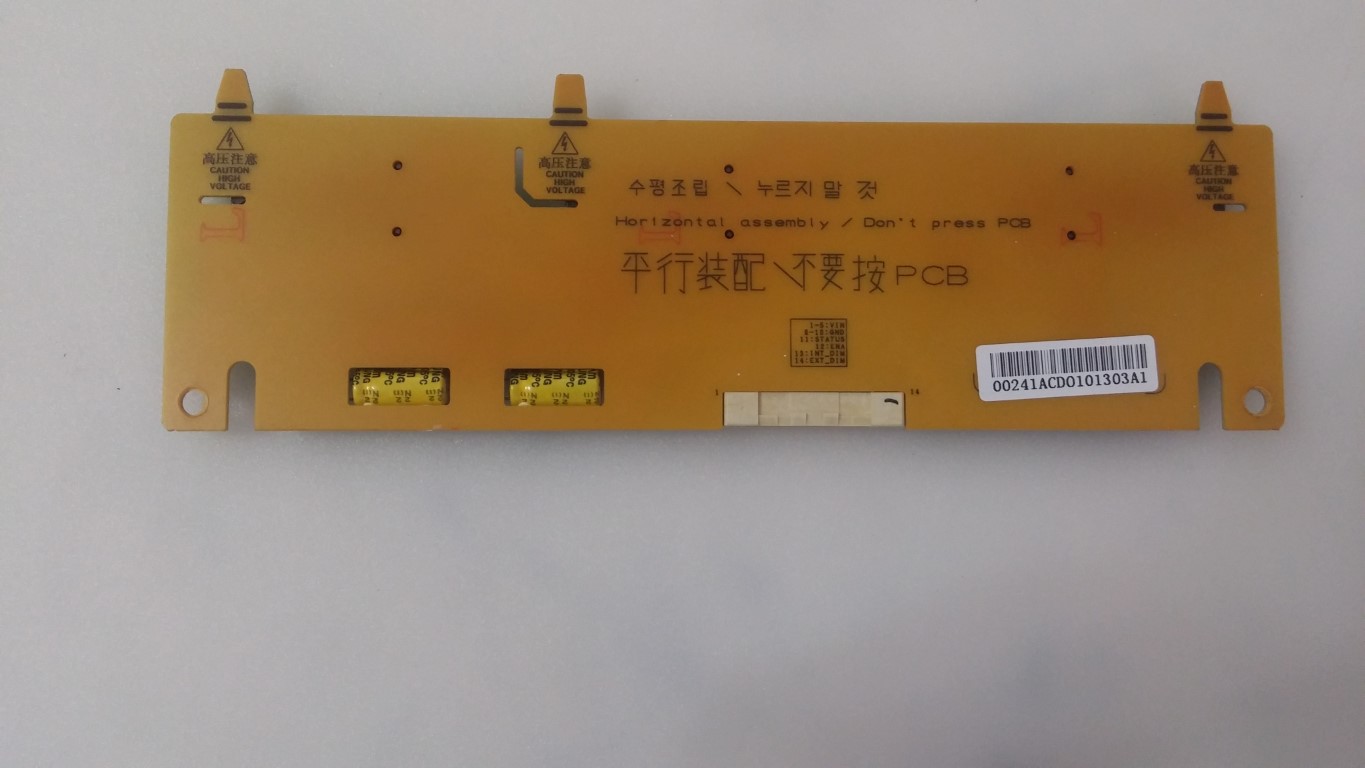 高压注意
CAUTION
HIGH
VOLTAGE
高压注意
CAUTION
HIGH
VOLTAGE
高压注意
CAUTION
HIGH
VOLTAGE
수평조립 \ 누르지 말 것
Horizontal assembly / Don't press PCB
平行装配\不要按PCB
L
L
1-5:VIN
6-12:GND
11:STATUS
12:ENA
13:INT_DIM
14:EXT_DIM
1
14
00241ACD0101303A1